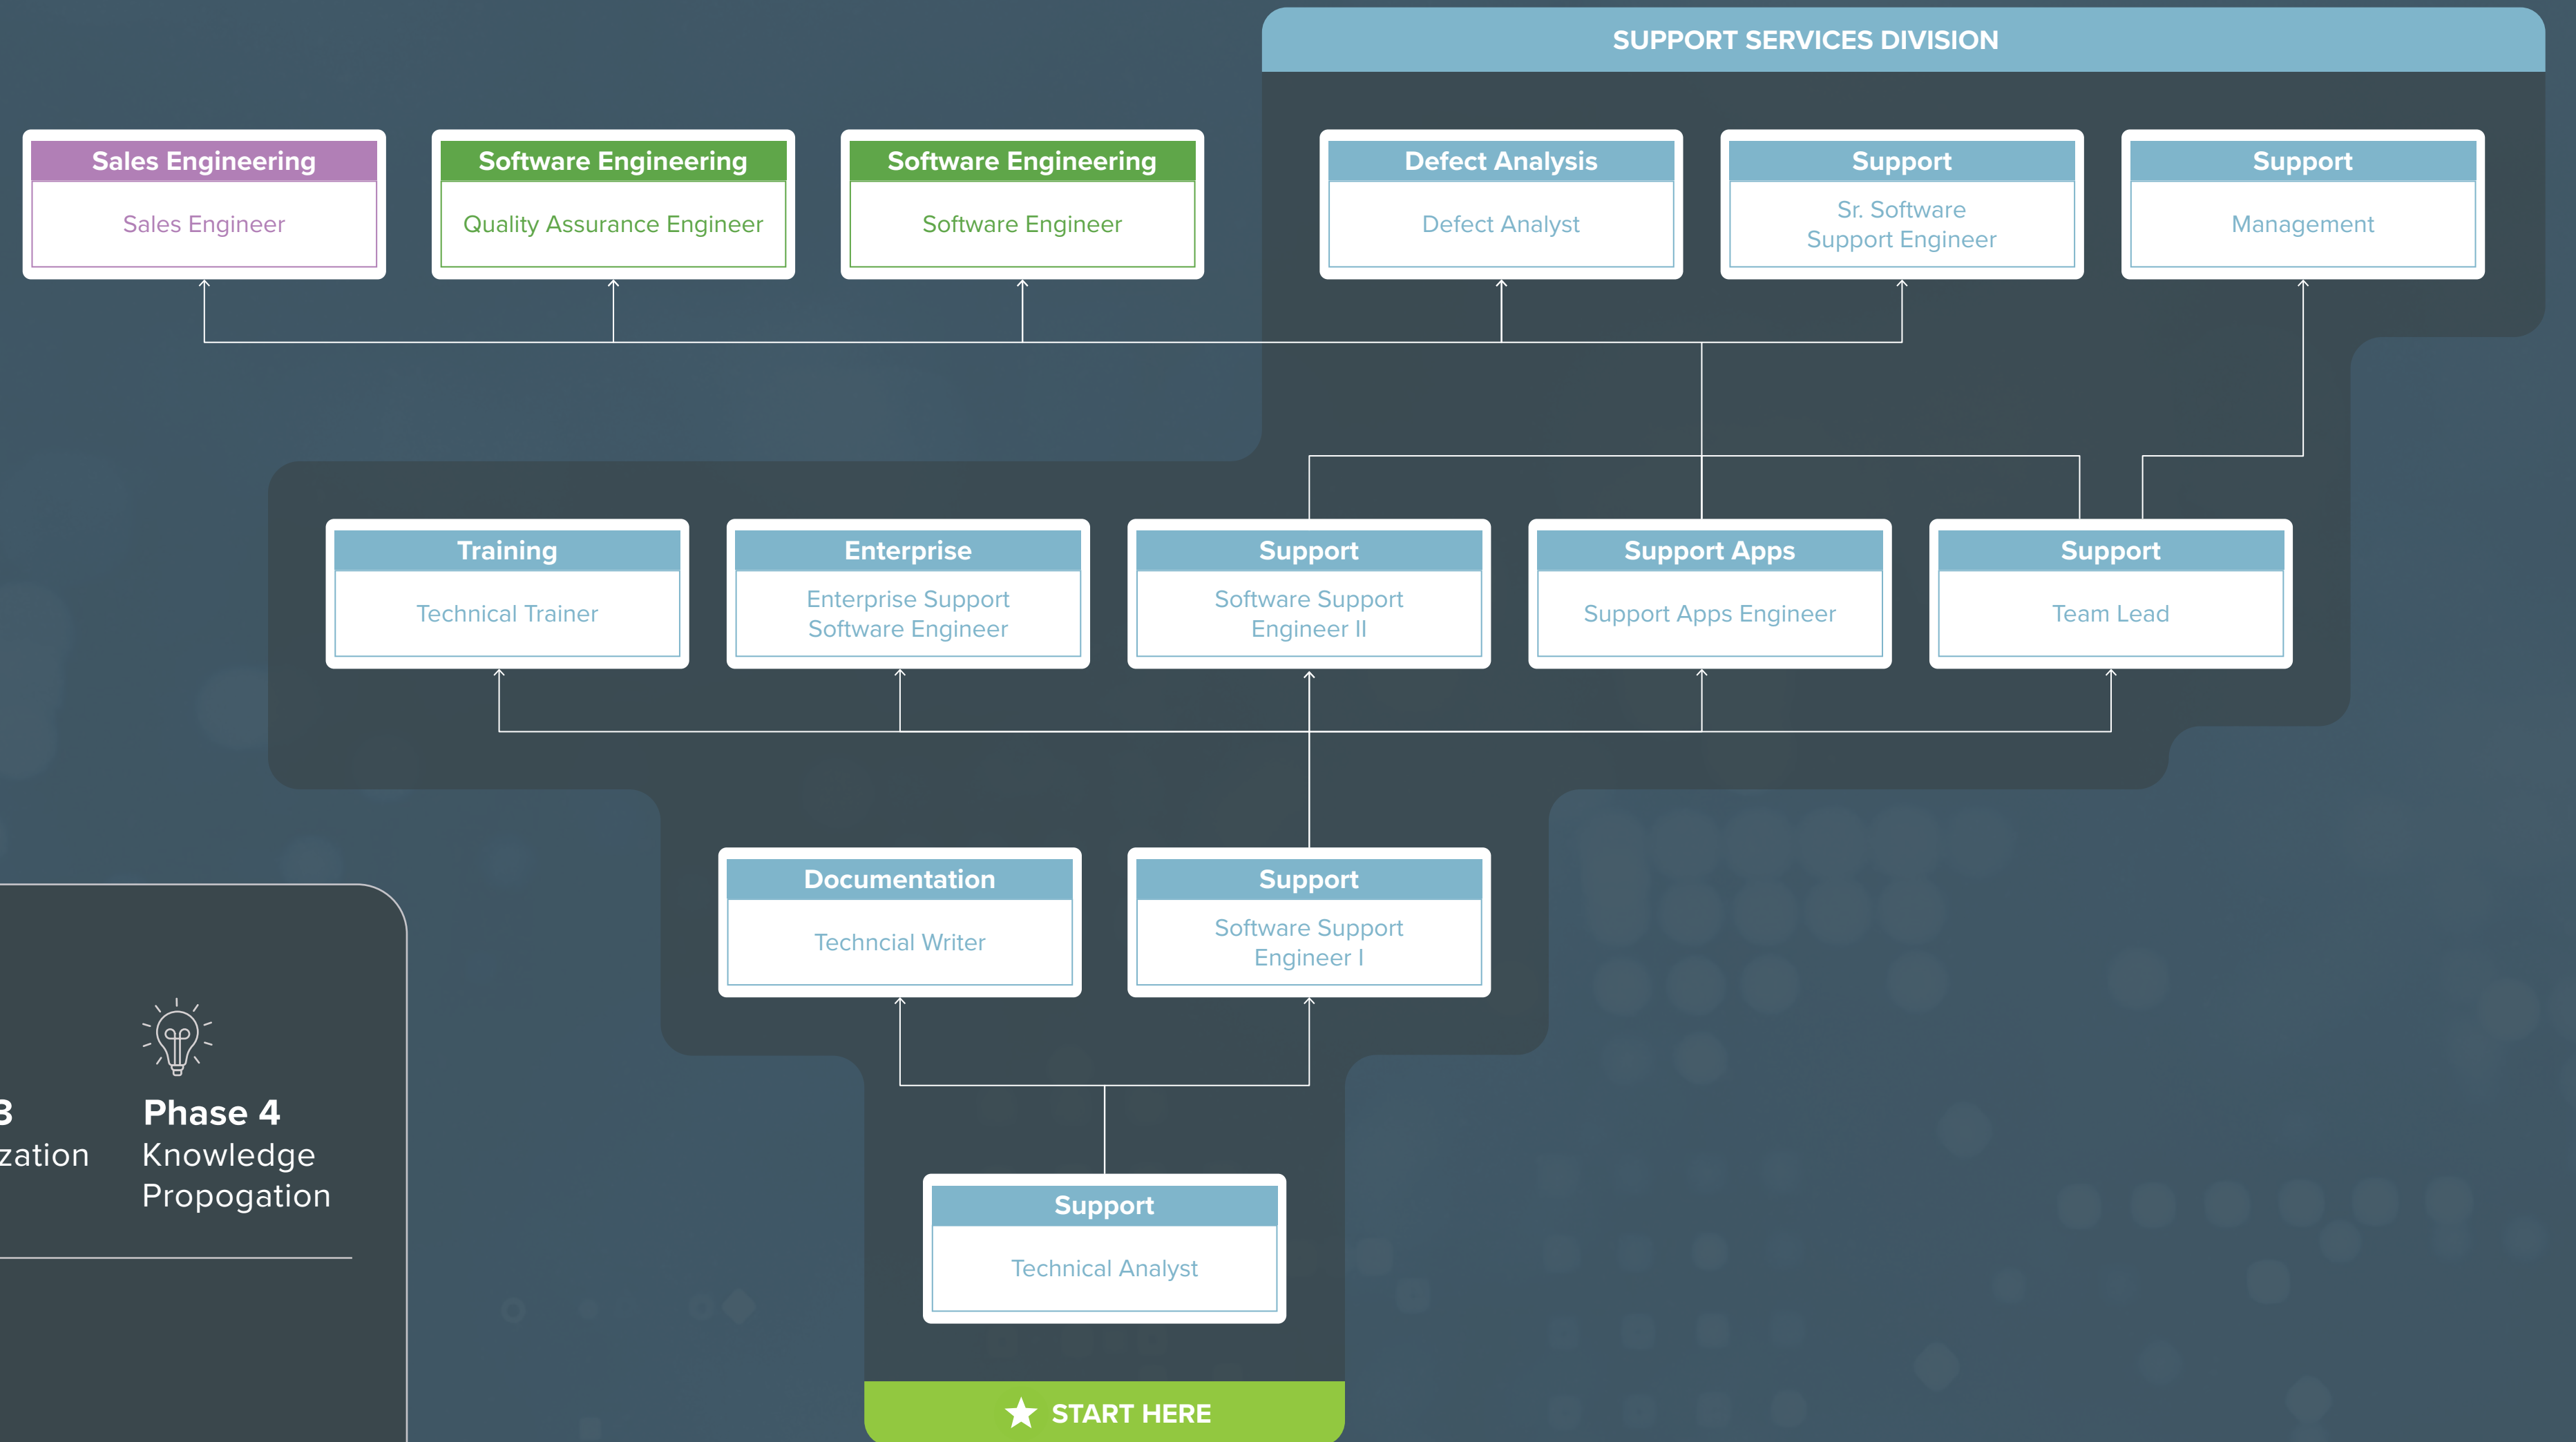 SUPPORT SERVICES DIVISION
Sales Engineering
Sales Engineer
Software Engineering
Quality Assurance Engineer
Software Engineering
Software Engineer
Defect Analysis
Defect Analyst
Support
Sr. Software
Support Engineer
Support
Management
Training
Technical Trainer
Enterprise
Enterprise Support
Software Engineer
Support
Software Support
Engineer II
Support Apps
Support Apps Engineer
Support
Team Lead
Documentation
Techncial Writer
Support
Software Support
Engineer I
3
zation
Phase 4
Knowledge
Propogation
Support
Technical Analyst
START HERE